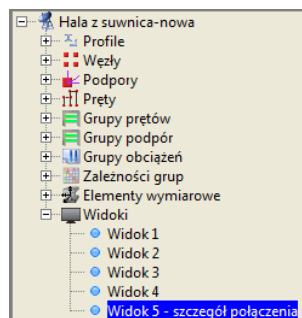 Hala z suwnica-nowa
Profile
Węzły
Podpory
Pręty
Grupy prętów
Grupy podpór
Grupy obciążeń
Zależności grup
Elementy wymiarowe
Widoki
Widok 1
Widok 2
Widok 3
Widok 4
Widok 5 - szczegół połączenia